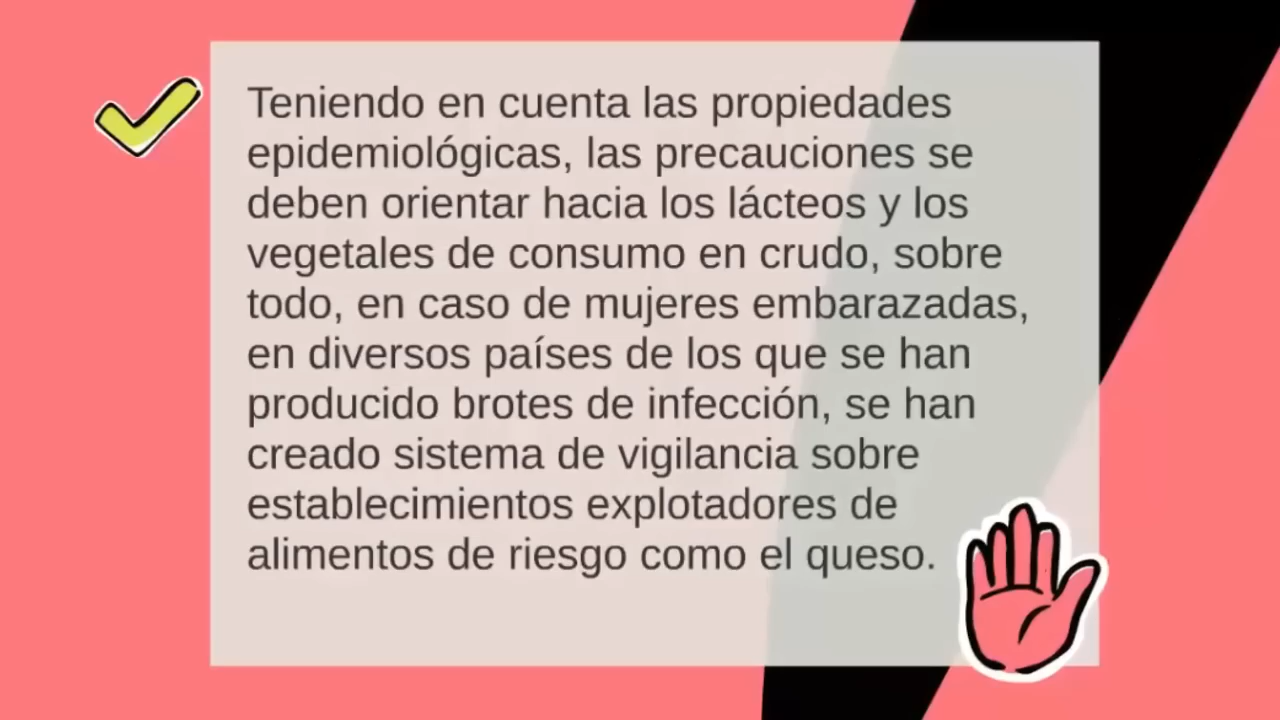 Teniendo en cuenta las propiedades
epidemiológicas, las precauciones se
deben orientar hacia los lácteos y los
vegetales de consumo en crudo, sobre
todo, en caso de mujeres embarazadas,
en diversos países de los que se han
producido brotes de infección, se han
creado sistema de vigilancia sobre
establecimientos explotadores de
alimentos de riesgo como el queso.